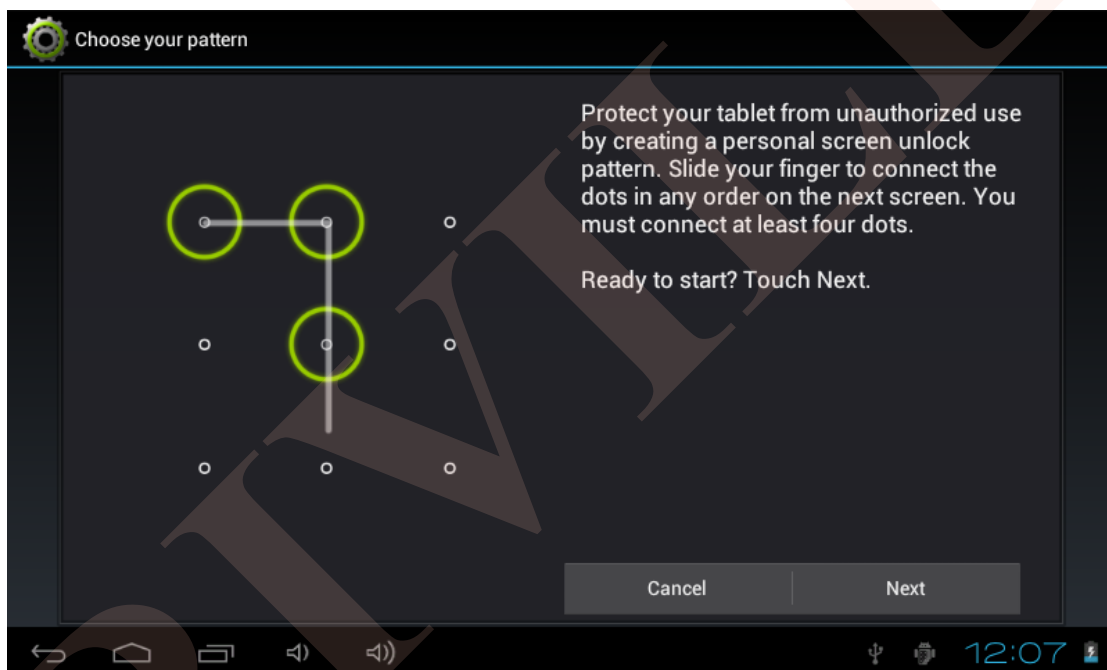 Choose your pattern
Protect your tablet from unauthorized use
by creating a personal screen unlock
pattern. Slide your finger to connect the
dots in any order on the next screen. You
must connect at least four dots.
Ready to start? Touch Next.
Cancel
Next
12:07